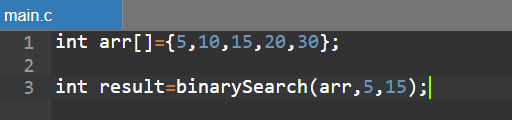 main.c
1 int arr[]={5,10,15,20,30};
2
3 int result=binarySearch(arr,5,15);